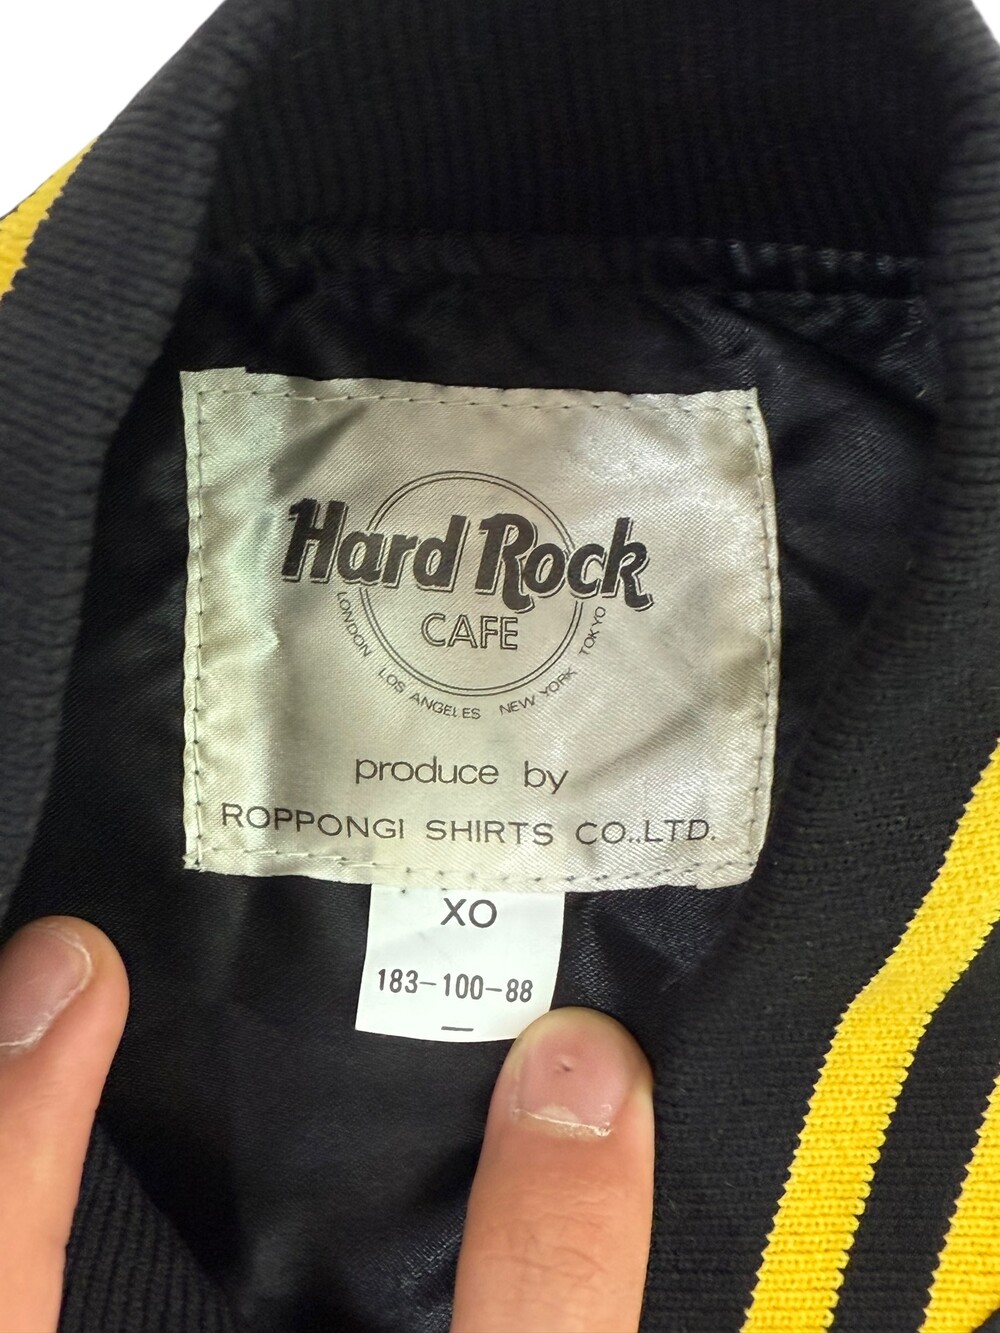 Hard Rock
CAFE
LONDON LOS ANGELES NEW YORK TOKYO
produce by
ROPPONGI SHIRTS CO.,LTD.
XO
183-100-88
—